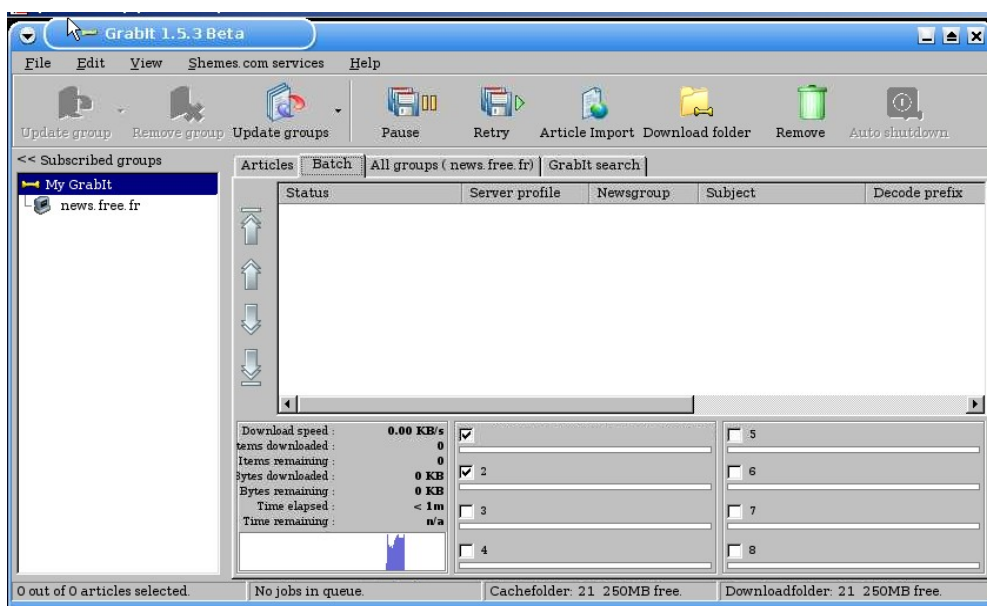 GrabIt 1.5.3 Beta
File Edit View Shemes.com services Help
Update group Remove group Update groups Pause Retry Article Import Download folder Remove Auto shutdown
<< Subscribed groups
My GrabIt
news.free.fr
Articles Batch All groups ( news.free.fr) GrabIt search
Status Server profile Newsgroup Subject Decode prefix
Download speed : 0.00 KB/s
tems downloaded : 0
Items remaining : 0
Bytes downloaded : 0 KB
Bytes remaining : 0 KB
Time elapsed : < 1m
Time remaining : n/a
2
3
4
5
6
7
8
0 out of 0 articles selected. No jobs in queue. Cachefolder: 21 250MB free. Downloadfolder: 21 250MB free.